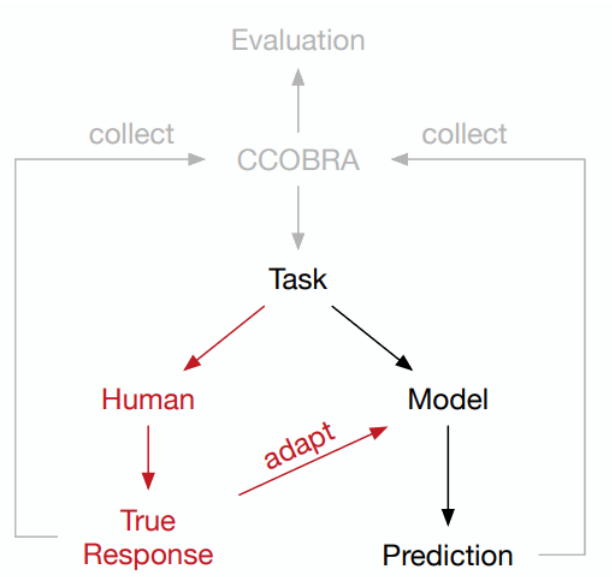 Evaluation
collect
collect
CCOBRA
Task
Human
Model
adapt
True
Response
Prediction